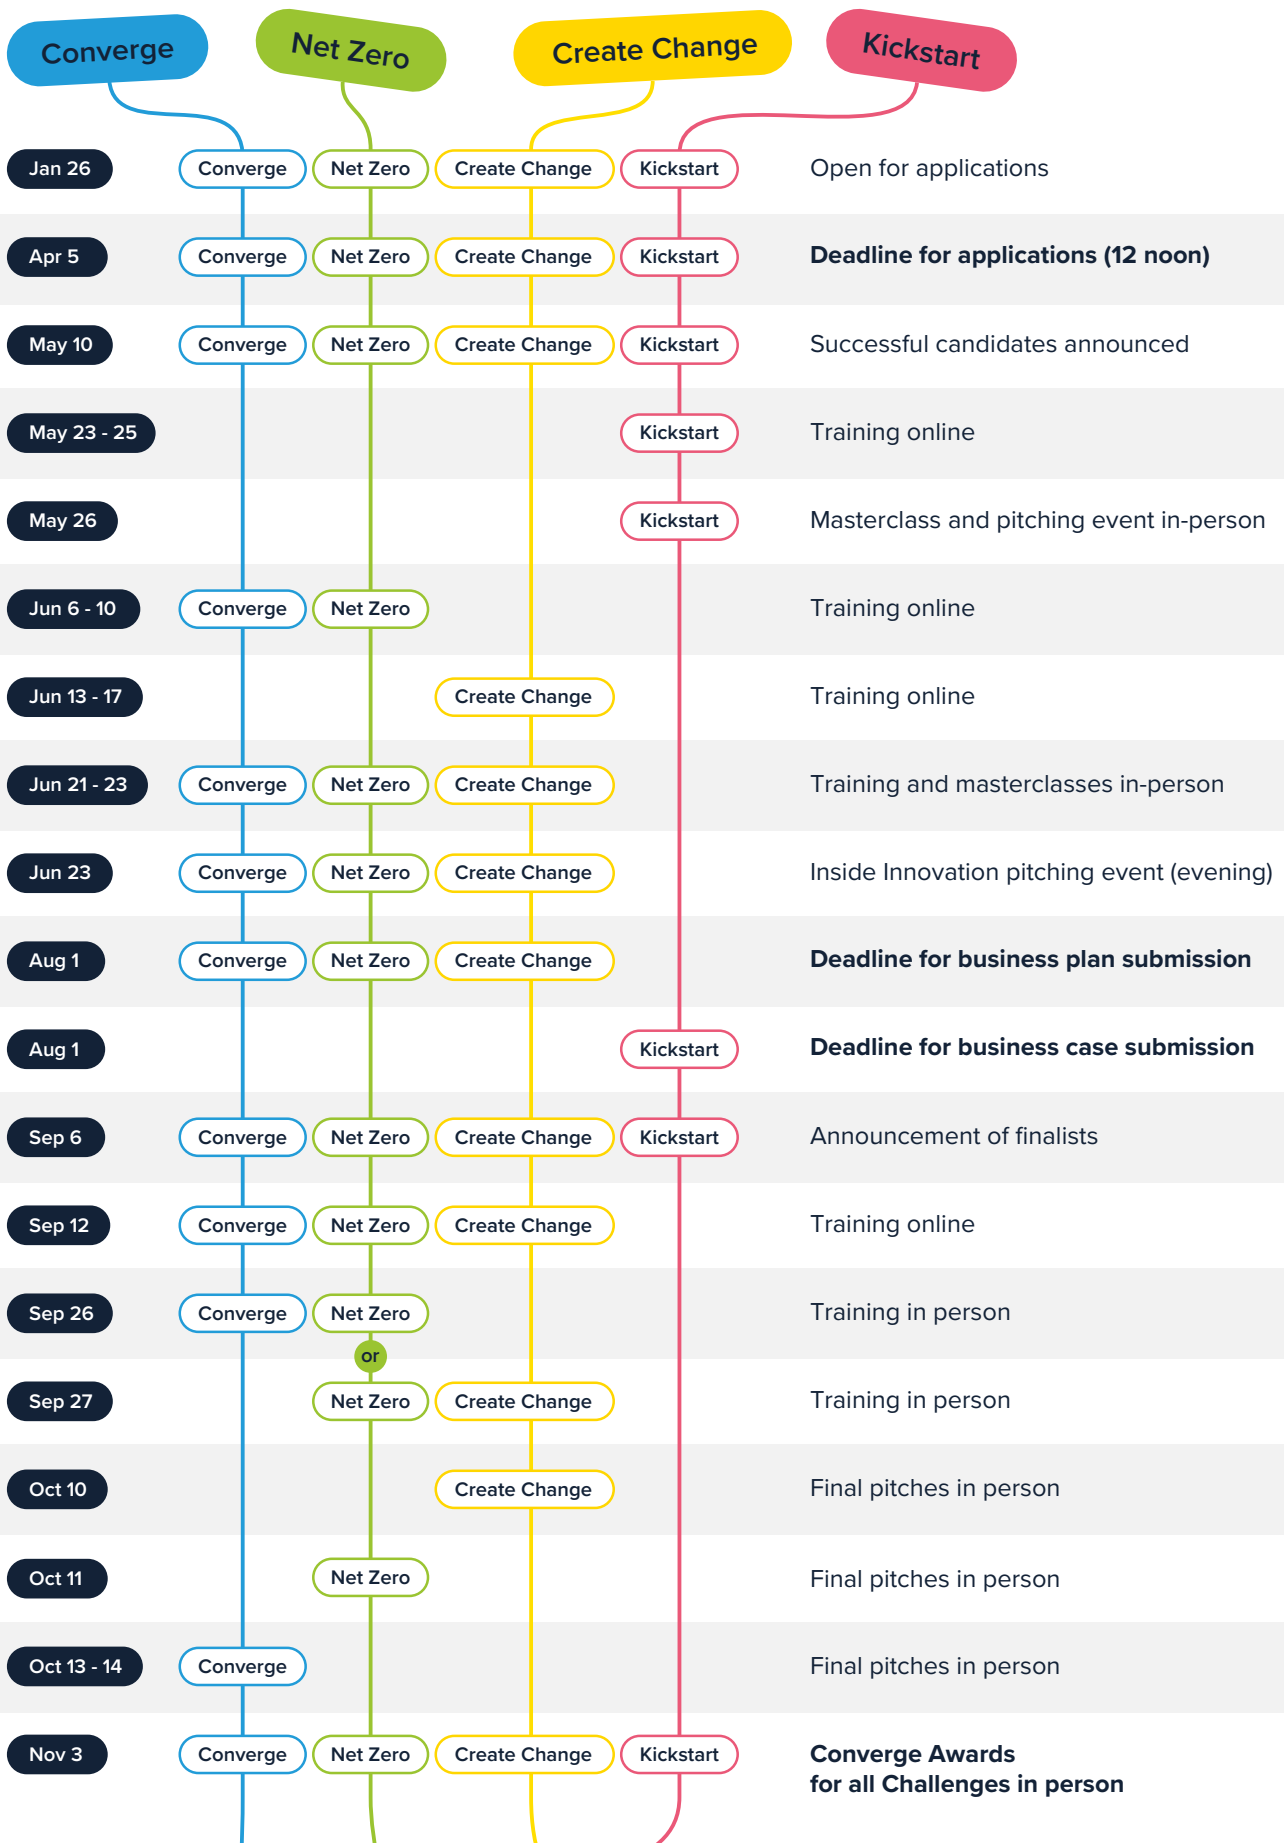 Converge Net Zero Create Change Kickstart
Jan 26 Converge Net Zero Create Change Kickstart Open for applications
Apr 5 Converge Net Zero Create Change Kickstart Deadline for applications (12 noon)
May 10 Converge Net Zero Create Change Kickstart Successful candidates announced
May 23 - 25 Kickstart Training online
May 26 Kickstart Masterclass and pitching event in-person
Jun 6 - 10 Converge Net Zero Training online
Jun 13 - 17 Create Change Training online
Jun 21 - 23 Converge Net Zero Create Change Training and masterclasses in-person
Jun 23 Converge Net Zero Create Change Inside Innovation pitching event (evening)
Aug 1 Converge Net Zero Create Change Deadline for business plan submission
Aug 1 Kickstart Deadline for business case submission
Sep 6 Converge Net Zero Create Change Kickstart Announcement of finalists
Sep 12 Converge Net Zero Create Change Training online
Sep 26 Converge Net Zero Training in person
or
Sep 27 Net Zero Create Change Training in person
Oct 10 Create Change Final pitches in person
Oct 11 Net Zero Final pitches in person
Oct 13 - 14 Converge Final pitches in person
Nov 3 Converge Net Zero Create Change Kickstart Converge Awards
for all Challenges in person